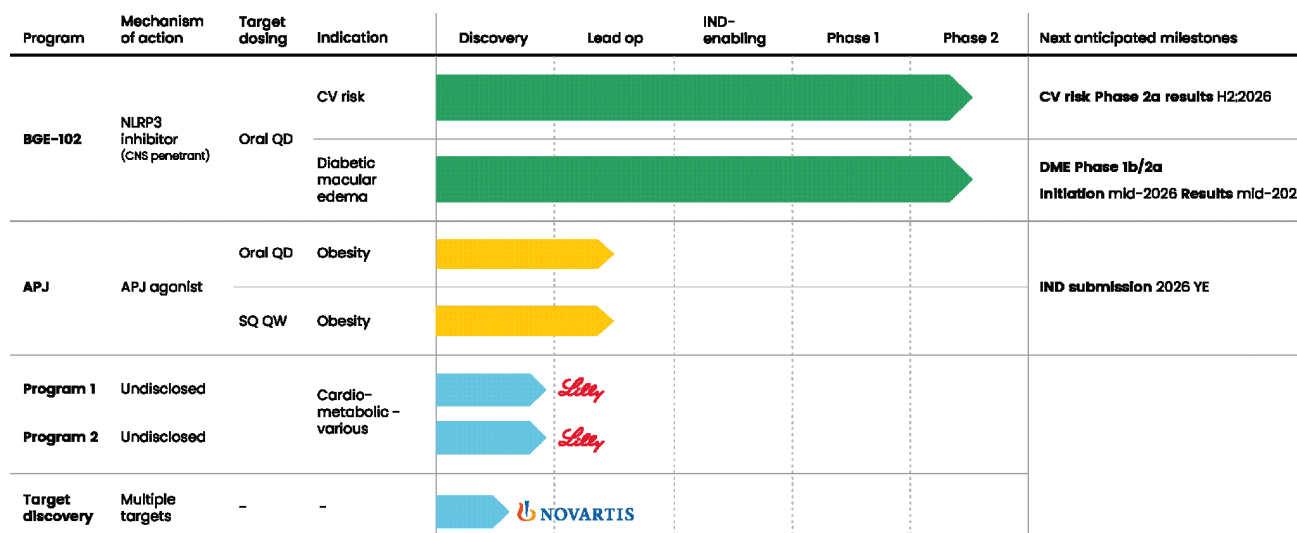 Program
Mechanism
of action
Target
dosing
Indication
Discovery
Lead op
IND-
enabling
Phase 1
Phase 2
Next anticipated milestones
BGE-102
NLRP3
inhibitor
(CNS penetrant)
Oral QD
CV risk
CV risk Phase 2a results H2:2026
Diabetic
macular
edema
DME Phase 1b/2a
Initiation mid-2026 Results mid-202
APJ
APJ agonist
Oral QD
Obesity
SQ QW
Obesity
IND submission 2026 YE
Program 1
Undisclosed
Cardio-
metabolic -
various
Lilly
Program 2
Undisclosed
Lilly
Target
discovery
Multiple
targets
-
-
NOVARTIS